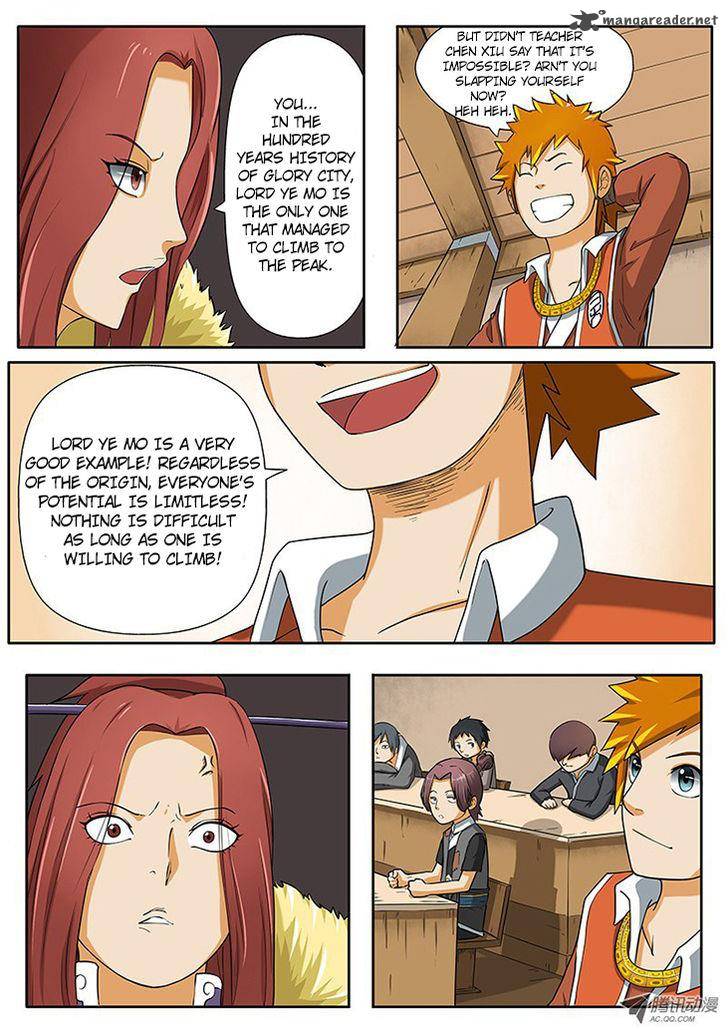 mangareader.net
YOU...
IN THE
HUNDRED
YEARS HISTORY
OF GLORY CITY,
LORD YE MO IS
THE ONLY ONE
THAT MANAGED
TO CLIMB TO
THE PEAK.
BUT DIDN'T TEACHER
CHEN XIU SAY THAT IT'S
IMPOSSIBLE? ARN'T YOU
SLAPPING YOURSELF
NOW?
HEH HEH.
LORD YE MO IS A VERY
GOOD EXAMPLE! REGARDLESS
OF THE ORIGIN, EVERYONE'S
POTENTIAL IS LIMITLESS!
NOTHING IS DIFFICULT
AS LONG AS ONE IS
WILLING TO CLIMB!
腾讯动漫
AC.QQ.COM